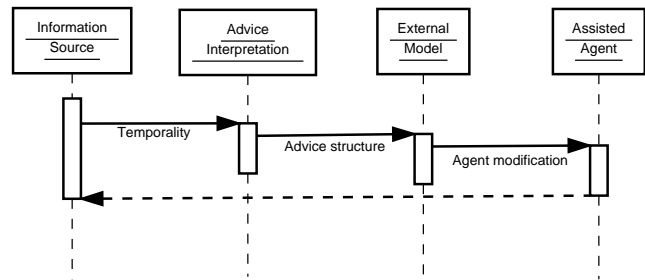 Information
Source
Advice
Interpretation
External
Model
Assisted
Agent
Temporality
Advice structure
Agent modification